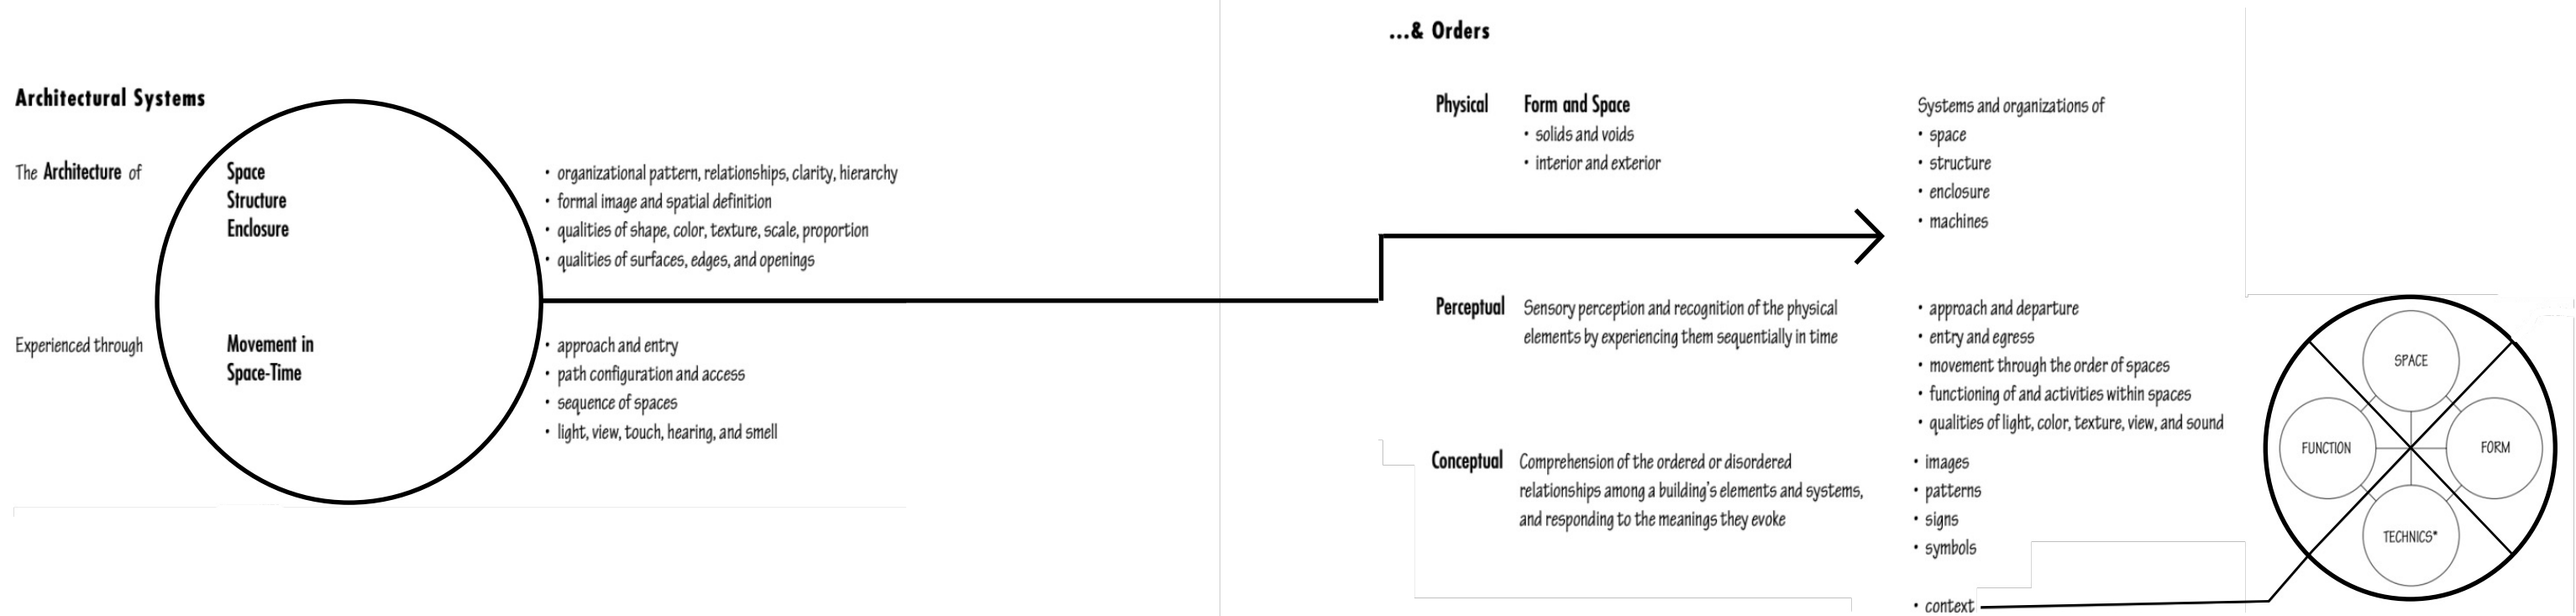 Architectural Systems
The Architecture of
Space
Structure
Enclosure
• organizational pattern, relationships, clarity, hierarchy
• formal image and spatial definition
• qualities of shape, color, texture, scale, proportion
• qualities of surfaces, edges, and openings
Experienced through
Movement in
Space-Time
• approach and entry
• path configuration and access
• sequence of spaces
• light, view, touch, hearing, and smell
...& Orders
Physical
Form and Space
• solids and voids
• interior and exterior
Systems and organizations of
• space
• structure
• enclosure
• machines
Perceptual
Sensory perception and recognition of the physical
elements by experiencing them sequentially in time
• approach and departure
• entry and egress
• movement through the order of spaces
• functioning of and activities within spaces
• qualities of light, color, texture, view, and sound
Conceptual
Comprehension of the ordered or disordered
relationships among a building's elements and systems,
and responding to the meanings they evoke
• images
• patterns
• signs
• symbols
• context
SPACE
FUNCTION
FORM
TECHNICS*